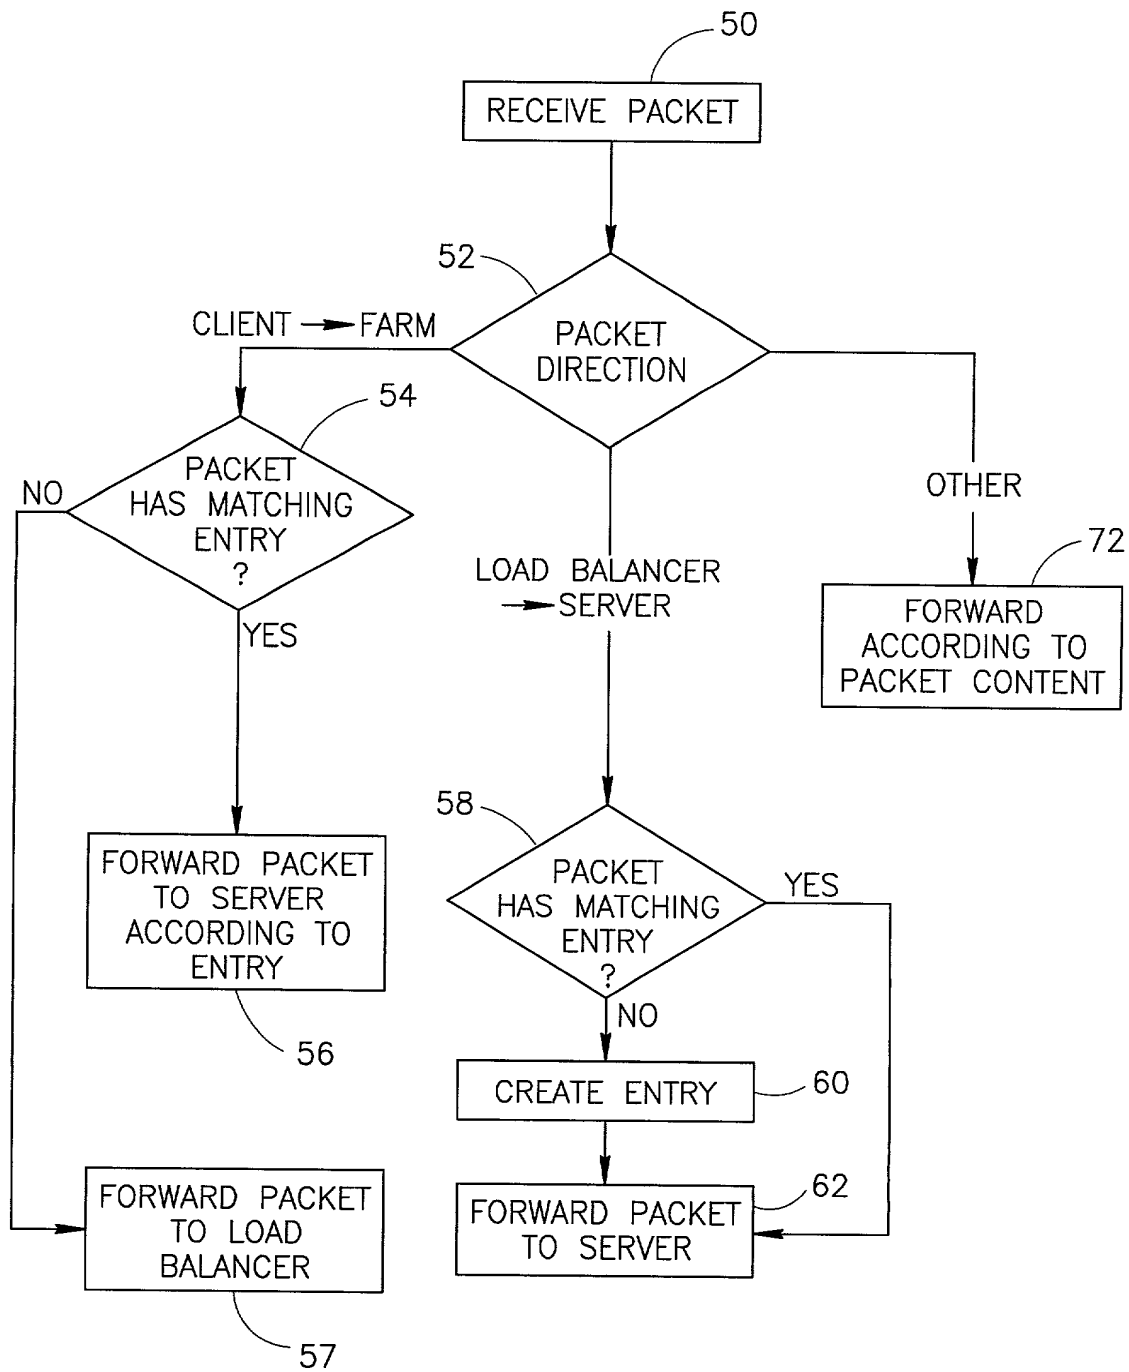 50
RECEIVE PACKET
52
CLIENT → FARM
PACKET
DIRECTION
54
PACKET
HAS MATCHING
ENTRY
?
NO
YES
OTHER
LOAD BALANCER
→ SERVER
72
FORWARD
ACCORDING TO
PACKET CONTENT
58
PACKET
HAS MATCHING
ENTRY
?
YES
NO
FORWARD PACKET
TO SERVER
ACCORDING TO
ENTRY
56
CREATE ENTRY
60
FORWARD PACKET
TO SERVER
62
FORWARD PACKET
TO LOAD
BALANCER
57